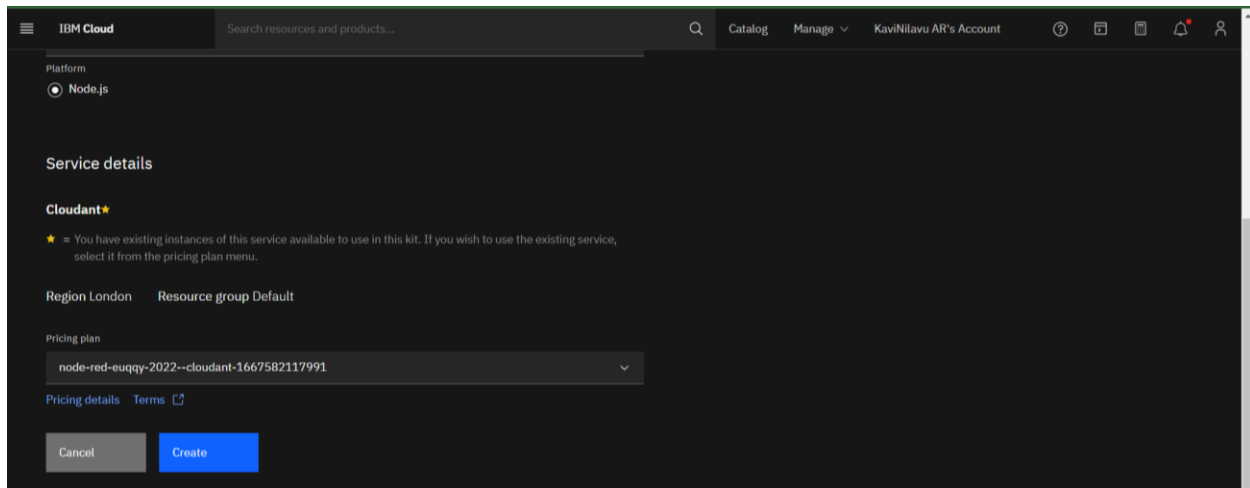 IBM Cloud
Search resources and products...
Catalog
Manage
KaviNilavu AR's Account
Platform
Node.js
Service details
Cloudant★
★ = You have existing instances of this service available to use in this kit. If you wish to use the existing service,
select it from the pricing plan menu.
Region London Resource group Default
Pricing plan
node-red-euqqy-2022--cloudant-1667582117991
Pricing details Terms
Cancel
Create